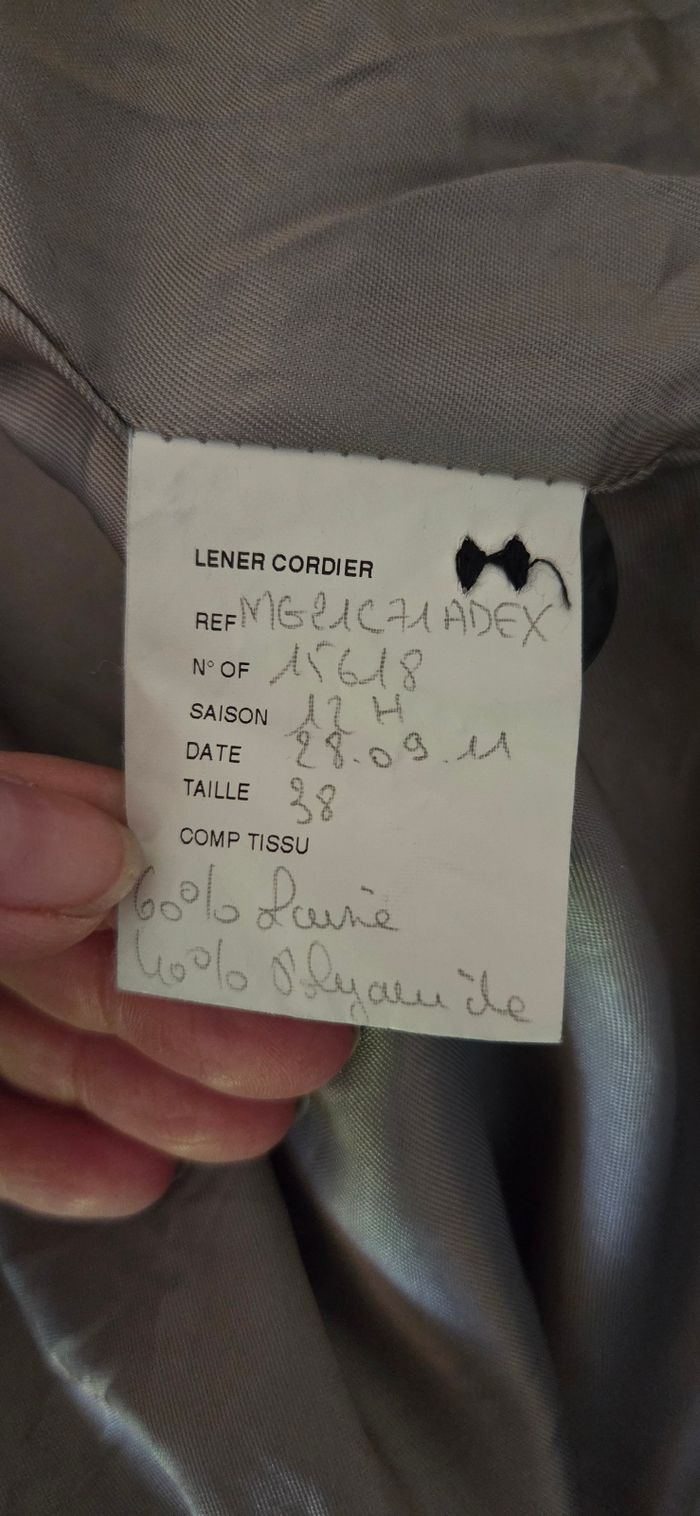 LENER CORDIER
REF MG21C71ADEX
N° OF 15618
SAISON 12 H
DATE 28.09.11
TAILLE 38
COMP TISSU
60% Laine
40% Polyamide